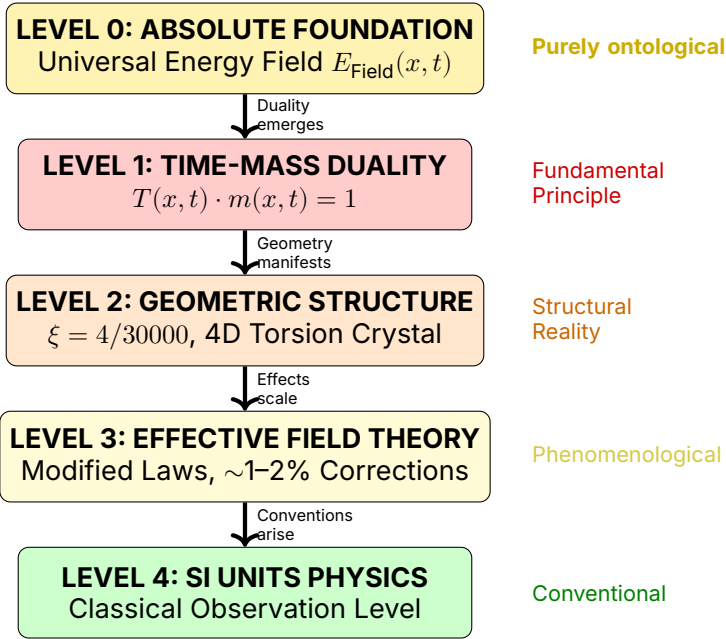 LEVEL 0: ABSOLUTE FOUNDATION
Universal Energy Field E_Field(x, t)
Purely ontological
Duality
emerges
LEVEL 1: TIME-MASS DUALITY
T(x, t) · m(x, t) = 1
Fundamental
Principle
Geometry
manifests
LEVEL 2: GEOMETRIC STRUCTURE
ξ = 4/30000, 4D Torsion Crystal
Structural
Reality
Effects
scale
LEVEL 3: EFFECTIVE FIELD THEORY
Modified Laws, ∼1–2% Corrections
Phenomenological
Conventions
arise
LEVEL 4: SI UNITS PHYSICS
Classical Observation Level
Conventional